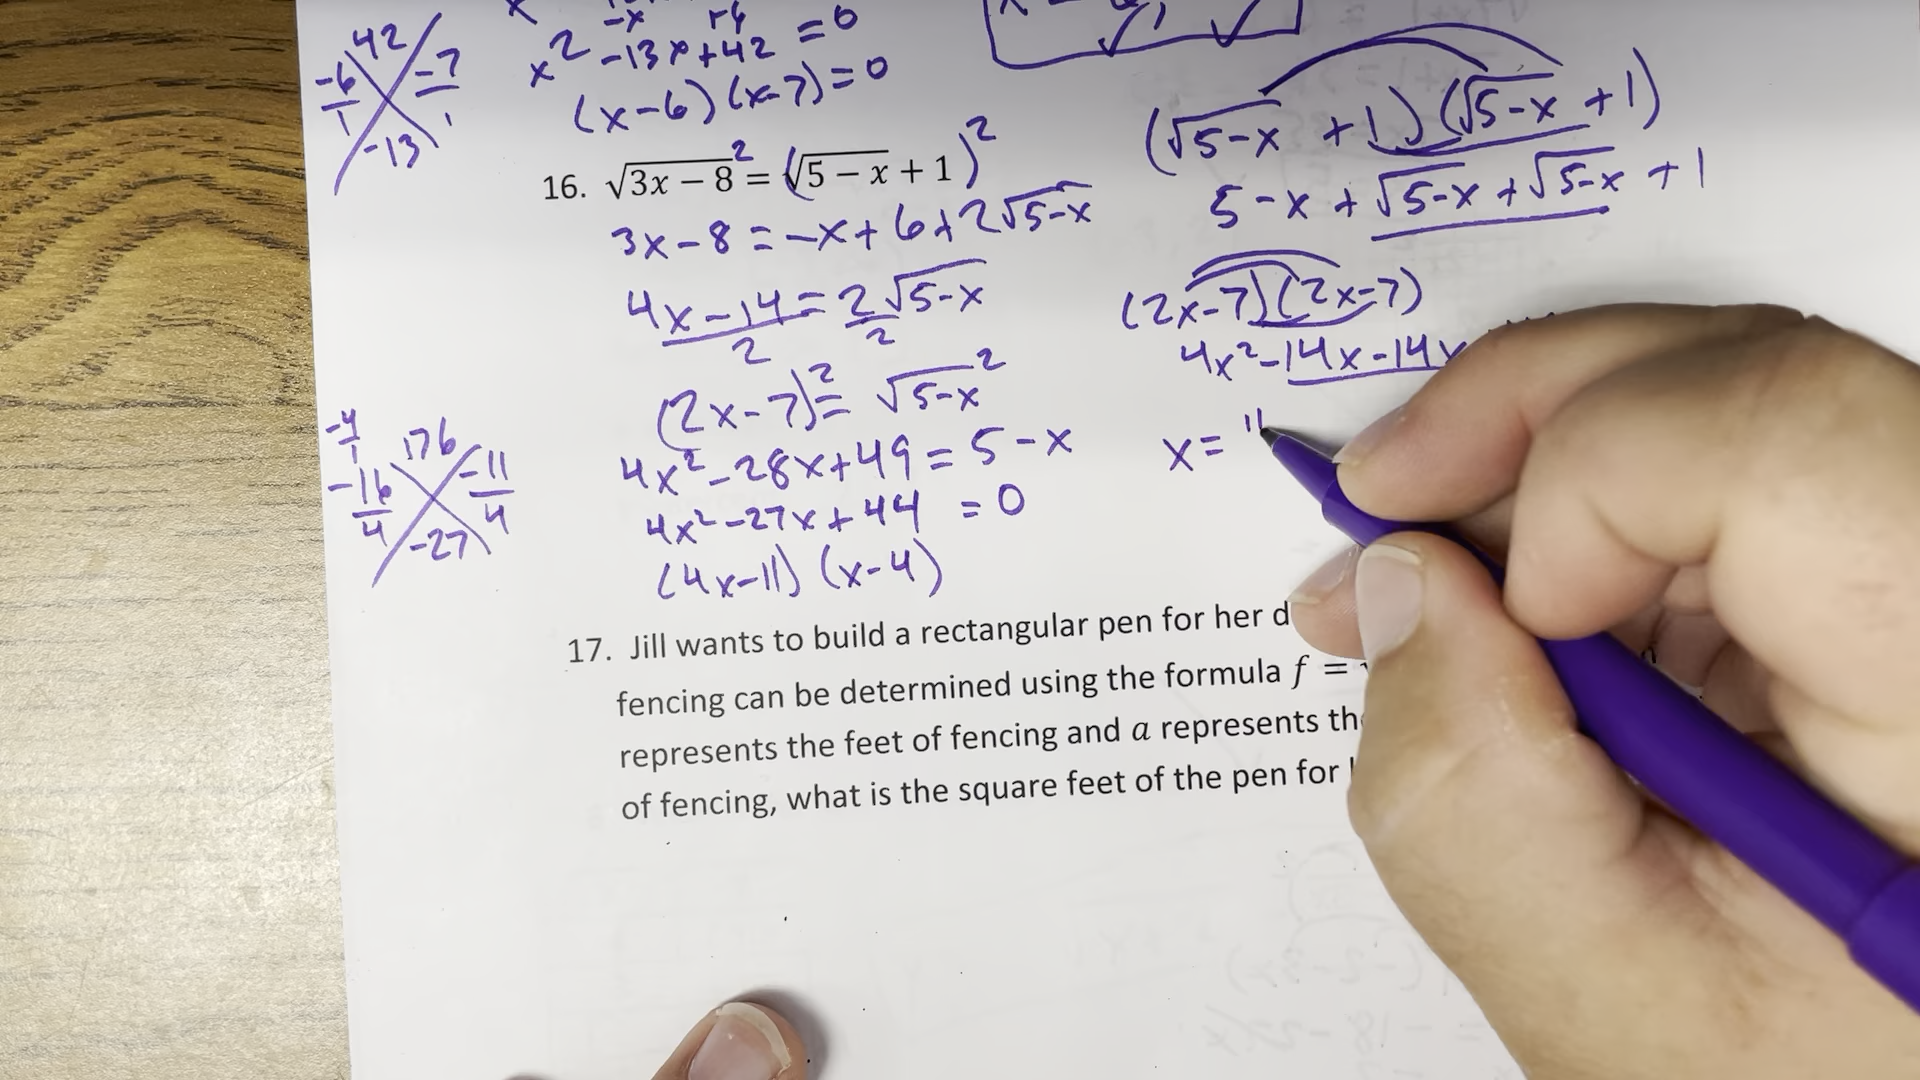 42
-6/1 -7/1
-13
-x +4
x² -13x+42 = 0
(x-6)(x-7)=0
16. √3x − 8² = (√5 − x + 1)²
3x-8 = -x+6+2√5-x
4x-14 = 2√5-x
2 2
(2x-7)² = √5-x²
4x²-28x+49 = 5-x
4x²-27x+44 = 0
(4x-11) (x-4)
-4/1
176
-16/4 -11/4
-27
(√5-x +1)(√5-x +1)
5-x+√5-x+√5-x+1
(2x-7)(2x-7)
4x²-14x-14x
x= 11
17. Jill wants to build a rectangular pen for her
fencing can be determined using the formula f =
represents the feet of fencing and a represents
of fencing, what is the square feet of the pen for